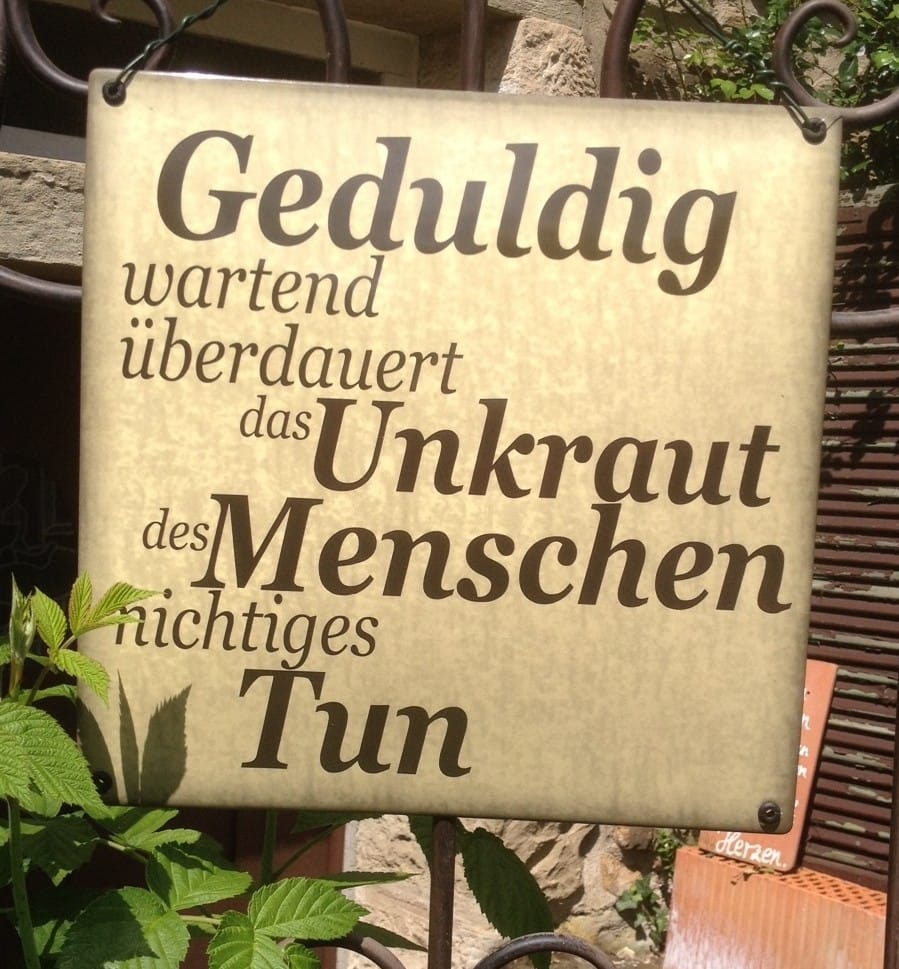 Geduldig
wartend
überdauert
das Unkraut
des Menschen
nichtiges
Tun
Herzen.